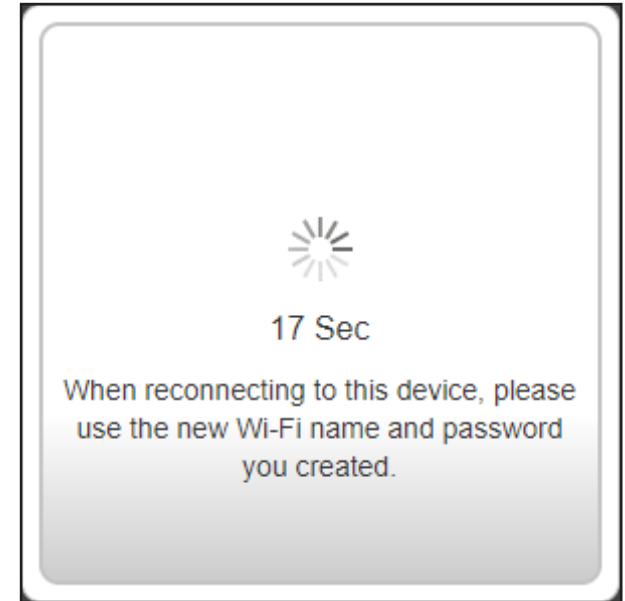 17 Sec
When reconnecting to this device, please
use the new Wi-Fi name and password
you created.